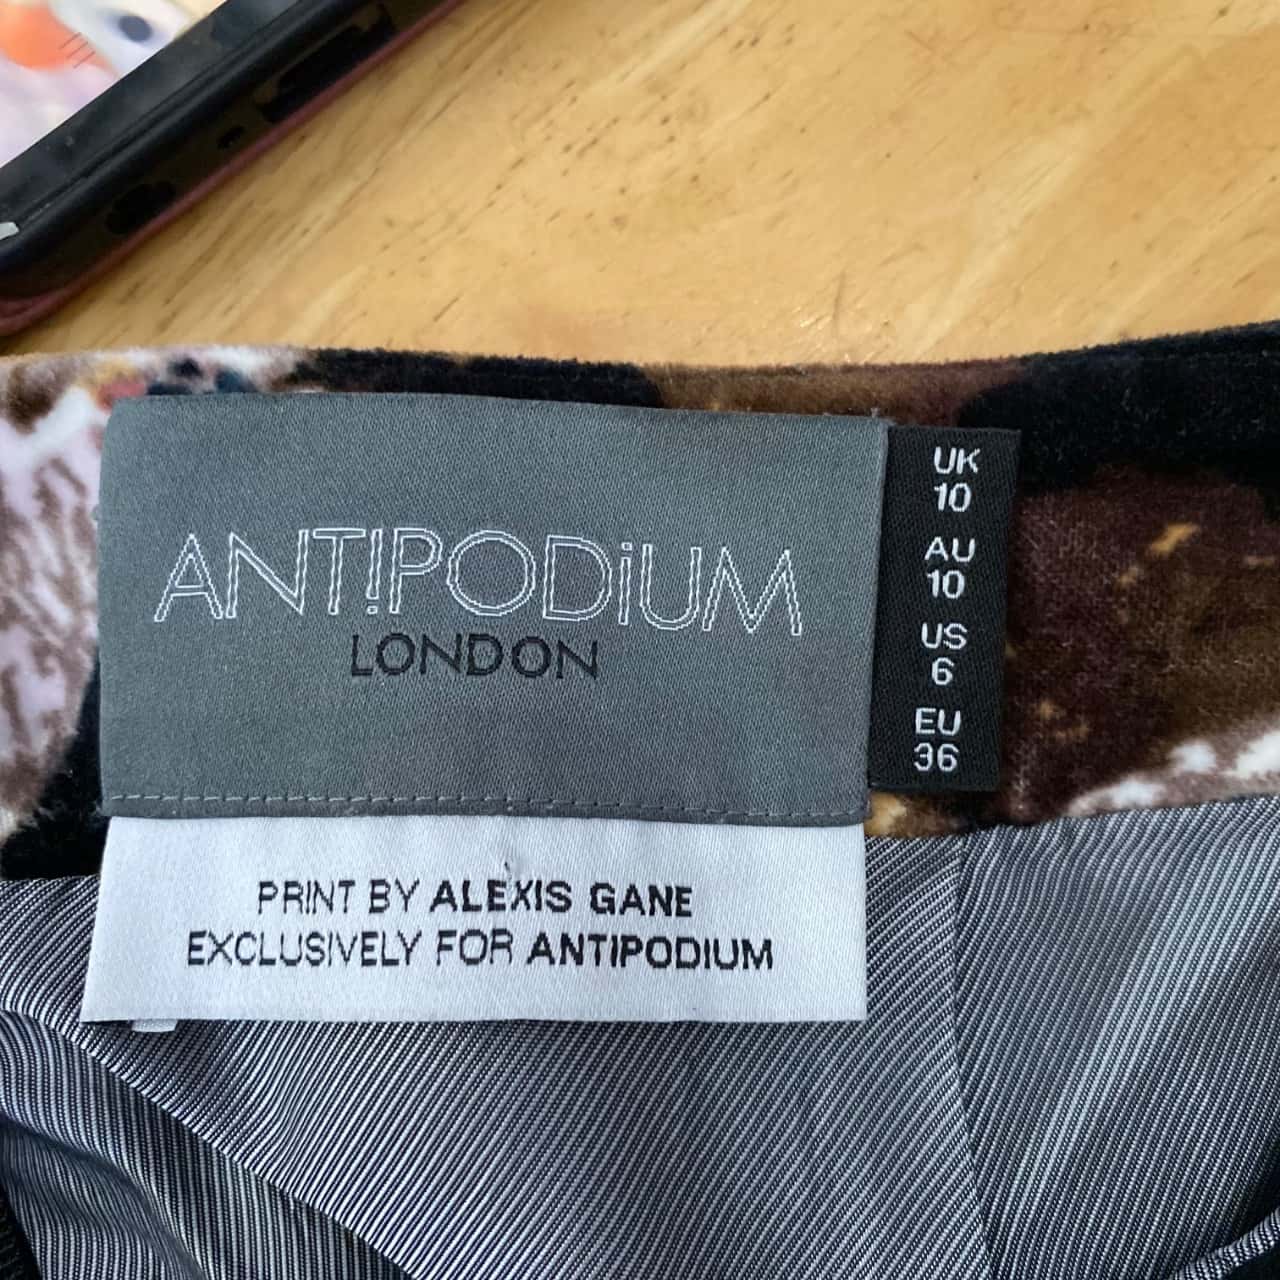 ANT!PODiUM
LONDON
UK
10
AU
10
US
6
EU
36
PRINT BY ALEXIS GANE
EXCLUSIVELY FOR ANTIPODIUM